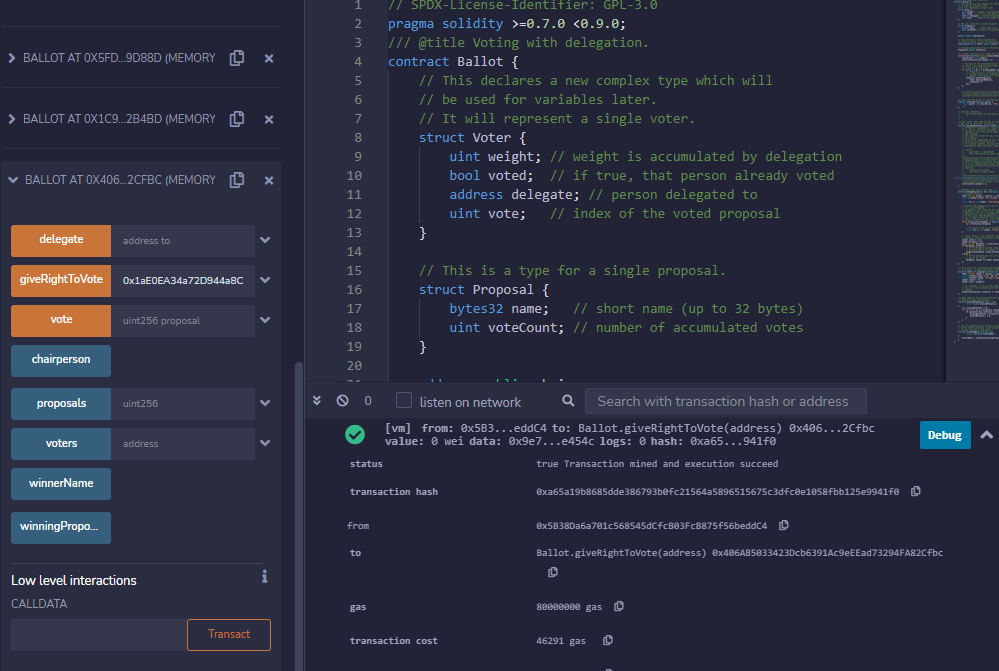 BALLOT AT 0X5FD...9D88D (MEMORY
BALLOT AT 0X1C9...2B4BD (MEMORY
BALLOT AT 0X406...2CFBC (MEMORY
delegate address to
giveRightToVote 0x1aE0EA34a72D944a8C
vote uint256 proposal
chairperson
proposals uint256
voters address
winnerName
winningPropo...
Low level interactions
CALLDATA
Transact
1 // SPDX-License-Identifier: GPL-3.0
2 pragma solidity >=0.7.0 <0.9.0;
3 /// @title Voting with delegation.
4 contract Ballot {
5 // This declares a new complex type which will
6 // be used for variables later.
7 // It will represent a single voter.
8 struct Voter {
9 uint weight; // weight is accumulated by delegation
10 bool voted; // if true, that person already voted
11 address delegate; // person delegated to
12 uint vote; // index of the voted proposal
13 }
14
15 // This is a type for a single proposal.
16 struct Proposal {
17 bytes32 name; // short name (up to 32 bytes)
18 uint voteCount; // number of accumulated votes
19 }
20
0 listen on network Search with transaction hash or address
[vm] from: 0x5B3...eddC4 to: Ballot.giveRightToVote(address) 0x406...2Cfbc
value: 0 wei data: 0x9e7...e454c logs: 0 hash: 0xa65...941f0
Debug
status true Transaction mined and execution succeed
transaction hash 0xa65a19b8685dde386793b0fc21564a5896515675c3dfc0e1058fbb125e9941f0
from 0x5B38Da6a701c568545dCfcB03FcB875f56beddC4
to Ballot.giveRightToVote(address) 0x406AB5033423Dcb6391Ac9eEEad73294FA82Cfbc
gas 80000000 gas
transaction cost 46291 gas